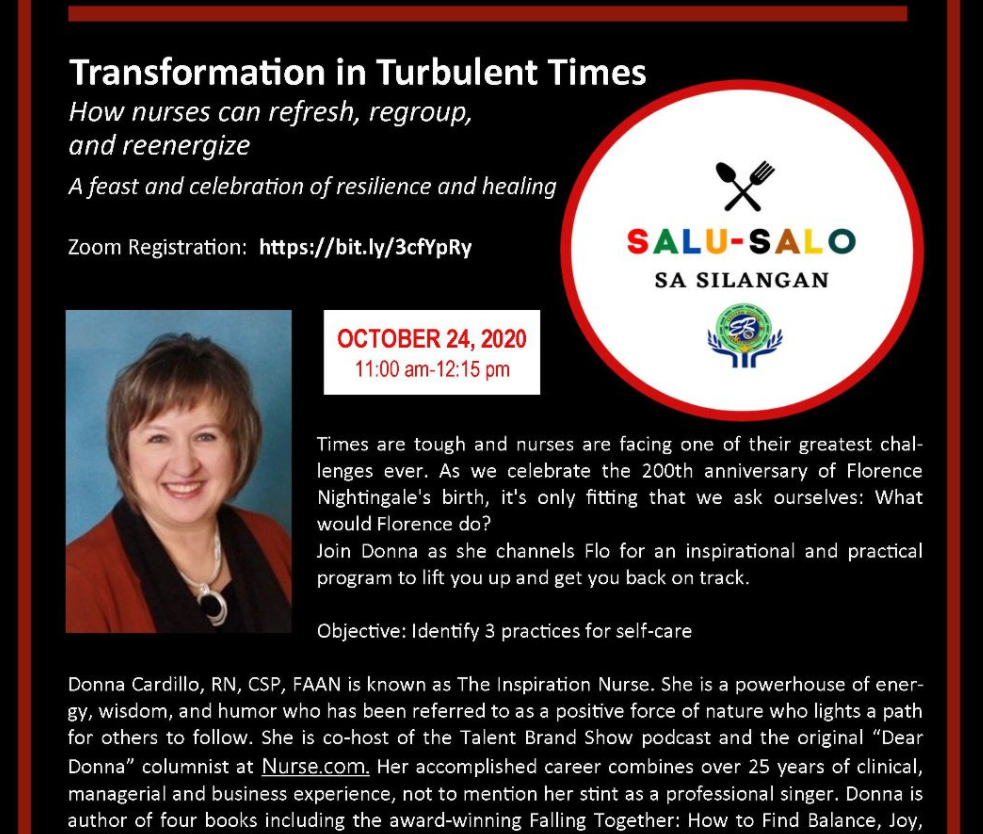 Transformation in Turbulent Times
How nurses can refresh, regroup,
and reenergize
A feast and celebration of resilience and healing
Zoom Registration: https://bit.ly/3cfYpRy
SALU-SALO
SA SILANGAN
OCTOBER 24, 2020
11:00 am-12:15 pm
Times are tough and nurses are facing one of their greatest chal-
lenges ever. As we celebrate the 200th anniversary of Florence
Nightingale's birth, it's only fitting that we ask ourselves: What
would Florence do?
Join Donna as she channels Flo for an inspirational and practical
program to lift you up and get you back on track.
Objective: Identify 3 practices for self-care
Donna Cardillo, RN, CSP, FAAN is known as The Inspiration Nurse. She is a powerhouse of ener-
gy, wisdom, and humor who has been referred to as a positive force of nature who lights a path
for others to follow. She is co-host of the Talent Brand Show podcast and the original “Dear
Donna” columnist at Nurse.com. Her accomplished career combines over 25 years of clinical,
managerial and business experience, not to mention her stint as a professional singer. Donna is
author of four books including the award-winning Falling Together: How to Find Balance, Joy,